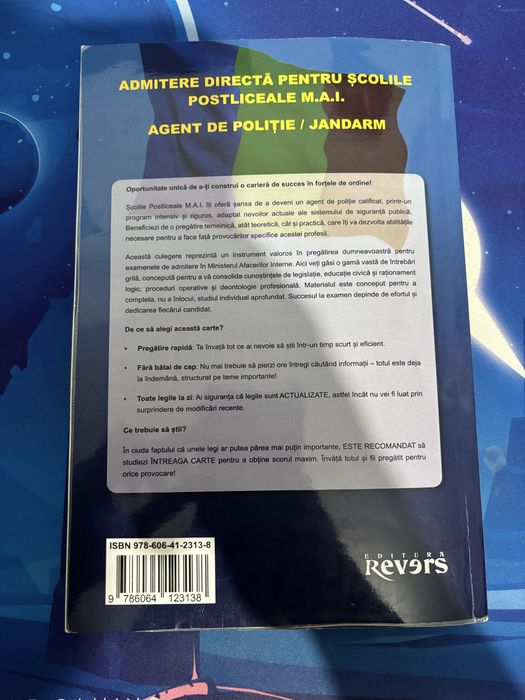 ADMITERE DIRECTĂ PENTRU ȘCOLILE
POSTLICEALE M.A.I.
AGENT DE POLIȚIE / JANDARM
Oportunitate unică de a-ți construi o carieră de succes în forțele de ordine!
Școlile Postliceale M.A.I. îți oferă șansa de a deveni un agent de poliție calificat, printr-un
program intensiv și riguros, adaptat nevoilor actuale ale sistemului de siguranță publică.
Beneficiezi de o pregătire temeinică, atât teoretică, cât și practică, care îți va dezvolta abilitățile
necesare pentru a face față provocărilor specifice acestei profesii.
Această culegere reprezintă un instrument valoros în pregătirea dumneavoastră pentru
examenele de admitere în Ministerul Afacerilor Interne. Aici veți găsi o gamă vastă de întrebări
grilă, concepută pentru a vă consolida cunoștințele de legislație, educație civică și raționament
logic, proceduri operative și deontologie profesională. Materialul este conceput pentru a
completa, nu a înlocui, studiul individual aprofundat. Succesul la examen depinde de efortul și
dedicarea fiecărui candidat.
De ce să alegi această carte?
• Pregătire rapidă: Te învață tot ce ai nevoie să știi într-un timp scurt și eficient.
• Fără bătai de cap: Nu mai trebuie să pierzi ore întregi căutând informații – totul este deja
la îndemână, structurat pe teme importante!
• Toate legile la zi: Ai siguranța că legile sunt ACTUALIZATE, astfel încât nu vei fi luat prin
surprindere de modificări recente.
Ce trebuie să știi?
În ciuda faptului că unele legi ar putea părea mai puțin importante, ESTE RECOMANDAT să
studiezi ÎNTREAGA CARTE pentru a obține scorul maxim. Învăță totul și fii pregătit pentru
orice provocare!
ISBN 978-606-41-2313-8
9 786064 123138
EDITURA
Revers